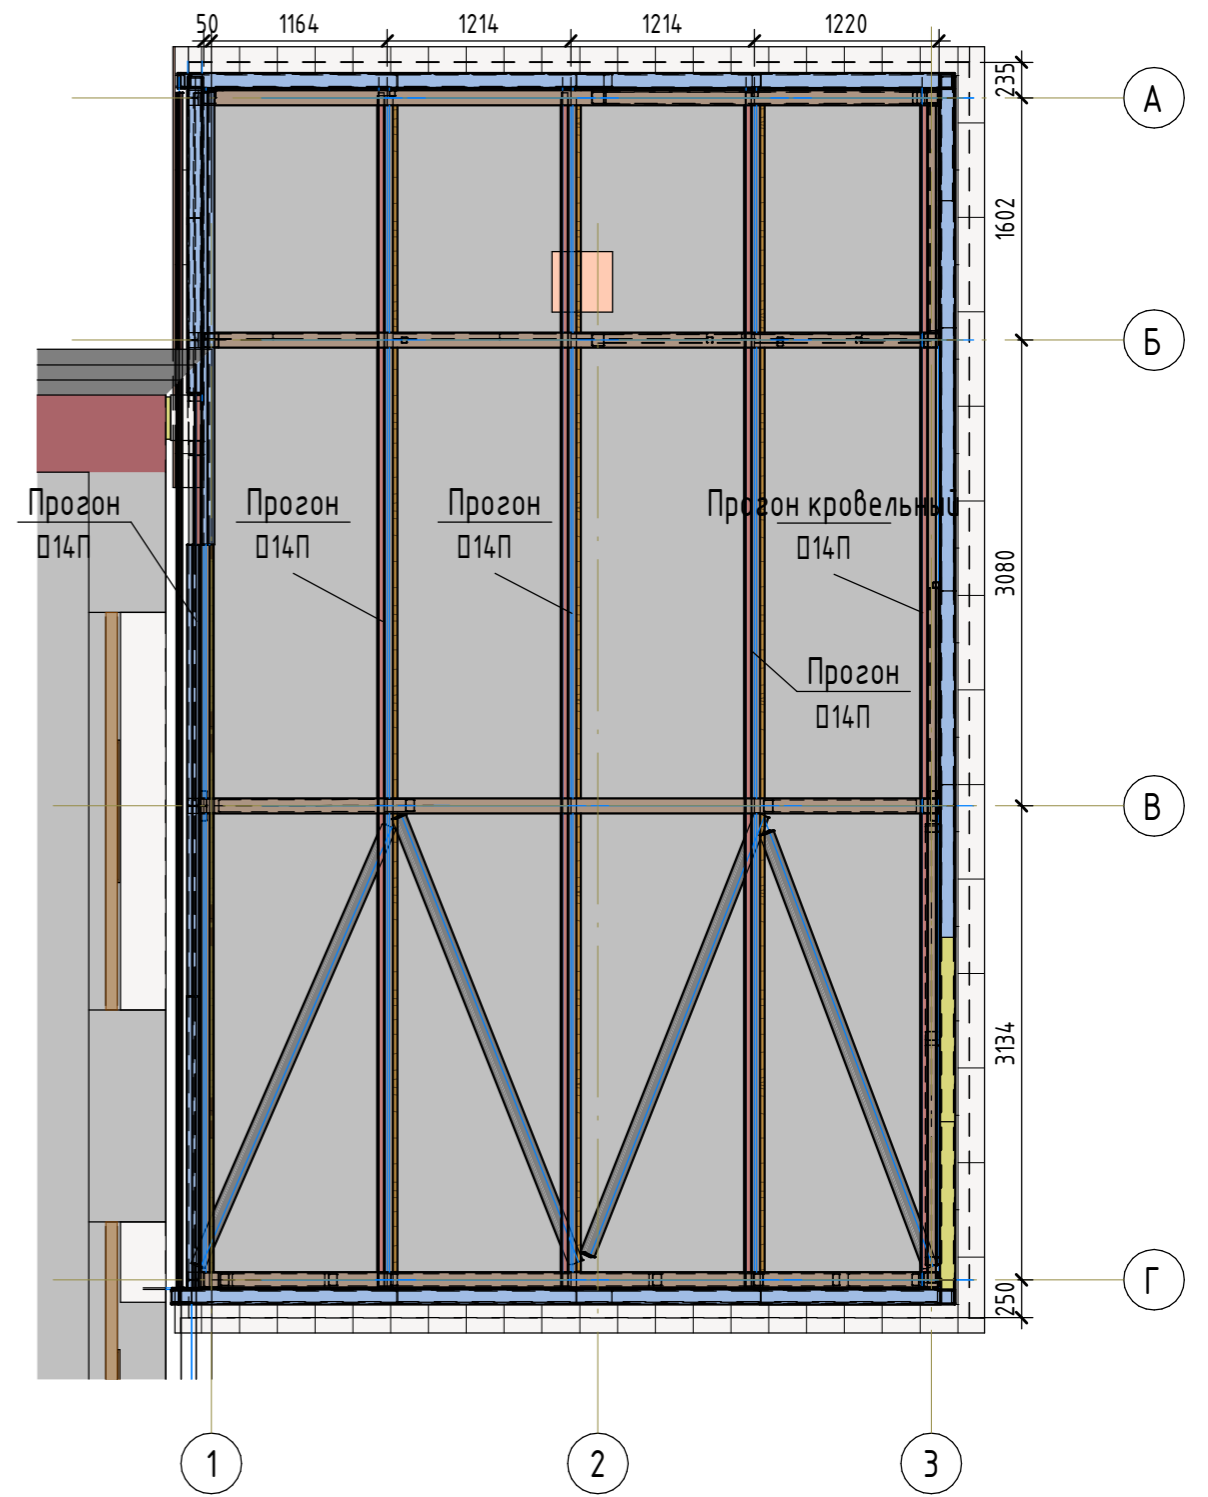 50 1164 1214 1214 1220
235
А
1602
Б
Прогон Прогон Прогон Прогон кровельный
▯14П ▯14П ▯14П ▯14П
3080
Прогон
▯14П
В
3134
Г
250
1 2 3